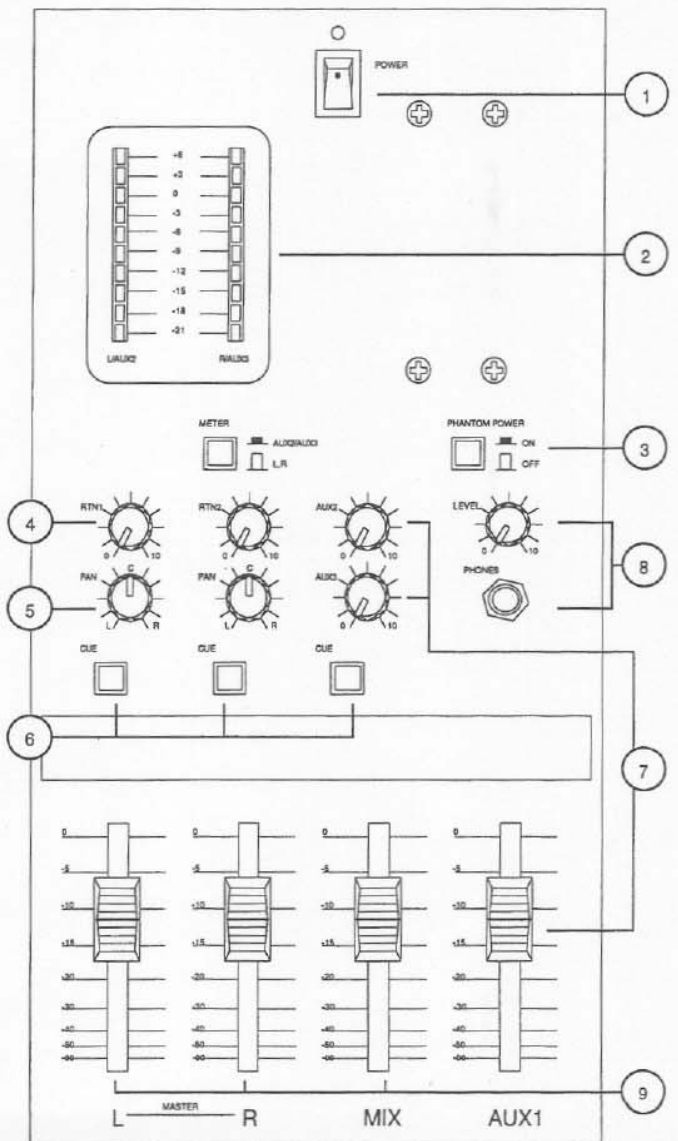 POWER
1
+6
+3
0
-3
-6
-9
-12
-15
-18
-21
L/AUX2 R/AUX3
2
METER
AUX2/AUX3
L.R
PHANTOM POWER
ON
OFF
3
4
RTN1 RTN2 AUX2 LEVEL
0 10 0 10 0 10 0 10
PHONES
8
5
PAN C PAN C AUX3
L R L R 0 10
CUE CUE CUE
6
7
0 0 0 0
-5 -5 -5 -5
-10 -10 -10 -10
-15 -15 -15 -15
-20 -20 -20 -20
-30 -30 -30 -30
-40 -40 -40 -40
-50 -50 -50 -50
9
L MASTER R MIX AUX1